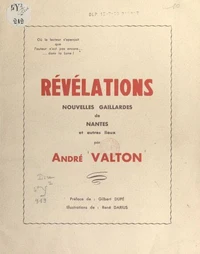 Où le lecteur s'aperçoit
que
l'auteur n'est pas encore
... dans la lune !
RÉVÉLATIONS
NOUVELLES GAILLARDES
de
NANTES
et autres lieux
par
ANDRÉ VALTON
Préface de : Gilbert DUPÉ
Illustrations de : René DARIUS